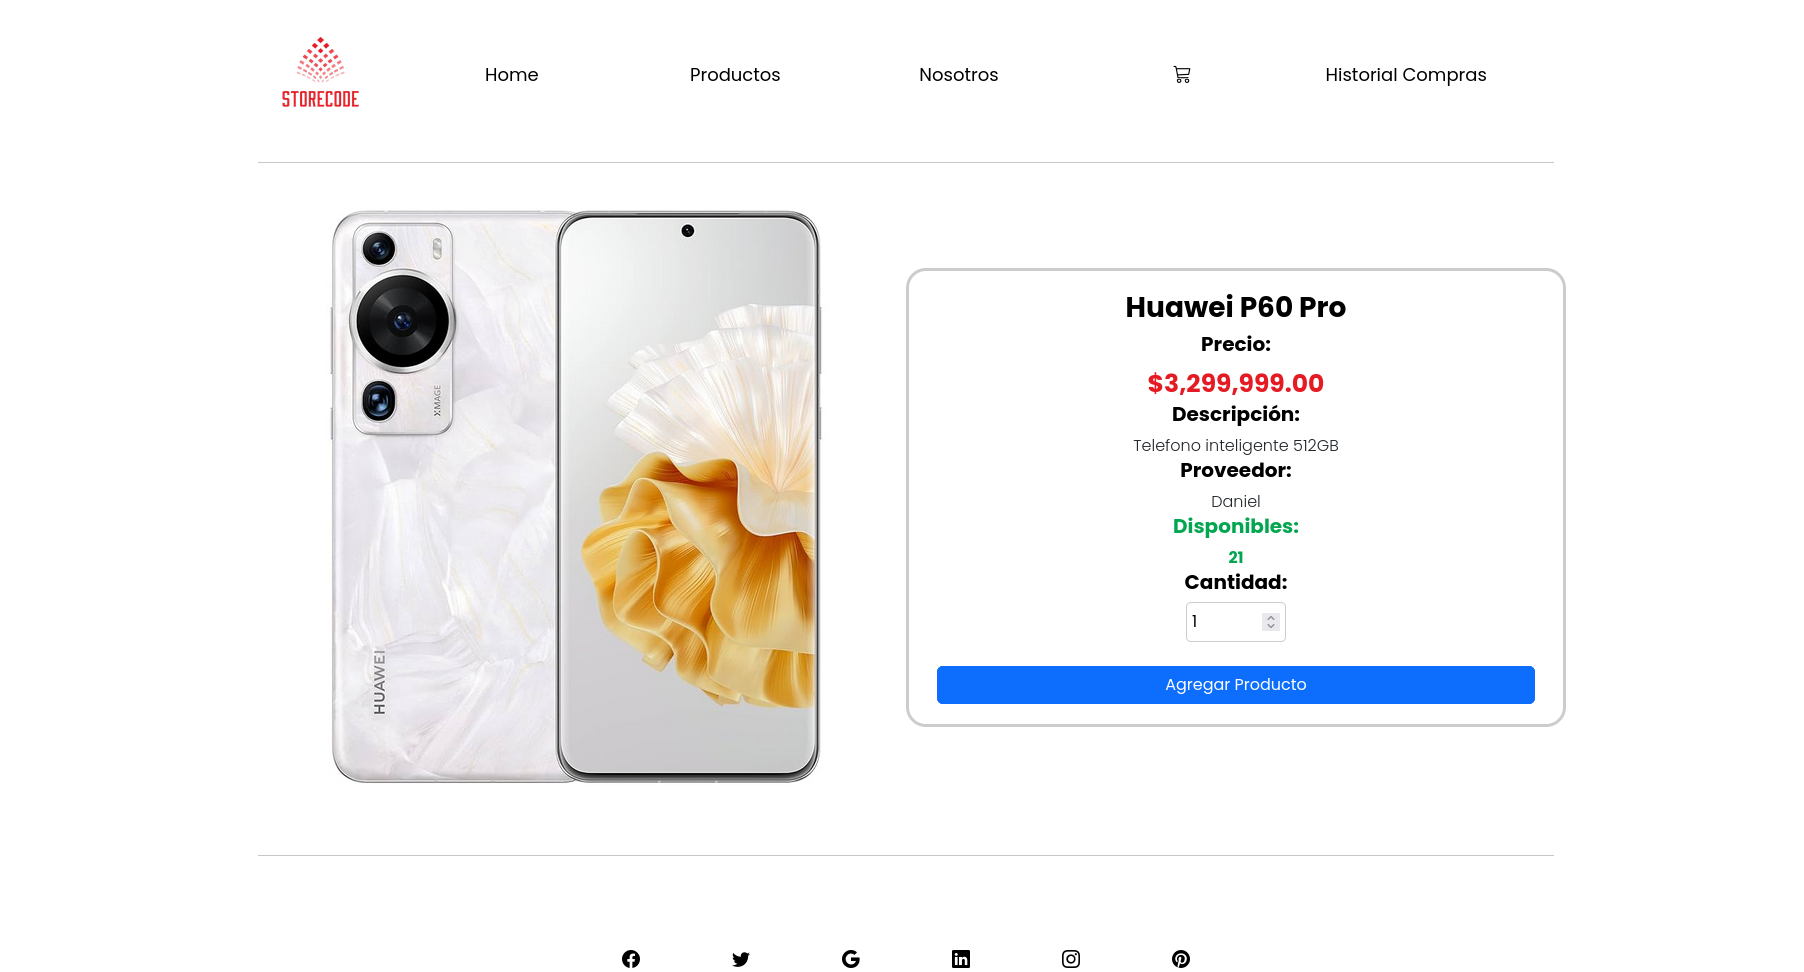 STORECODE
Home
Productos
Nosotros
Historial Compras
XMAGE
HUAWEI
Huawei P60 Pro
Precio:
$3,299,999.00
Descripción:
Telefono inteligente 512GB
Proveedor:
Daniel
Disponibles:
21
Cantidad:
1
Agregar Producto